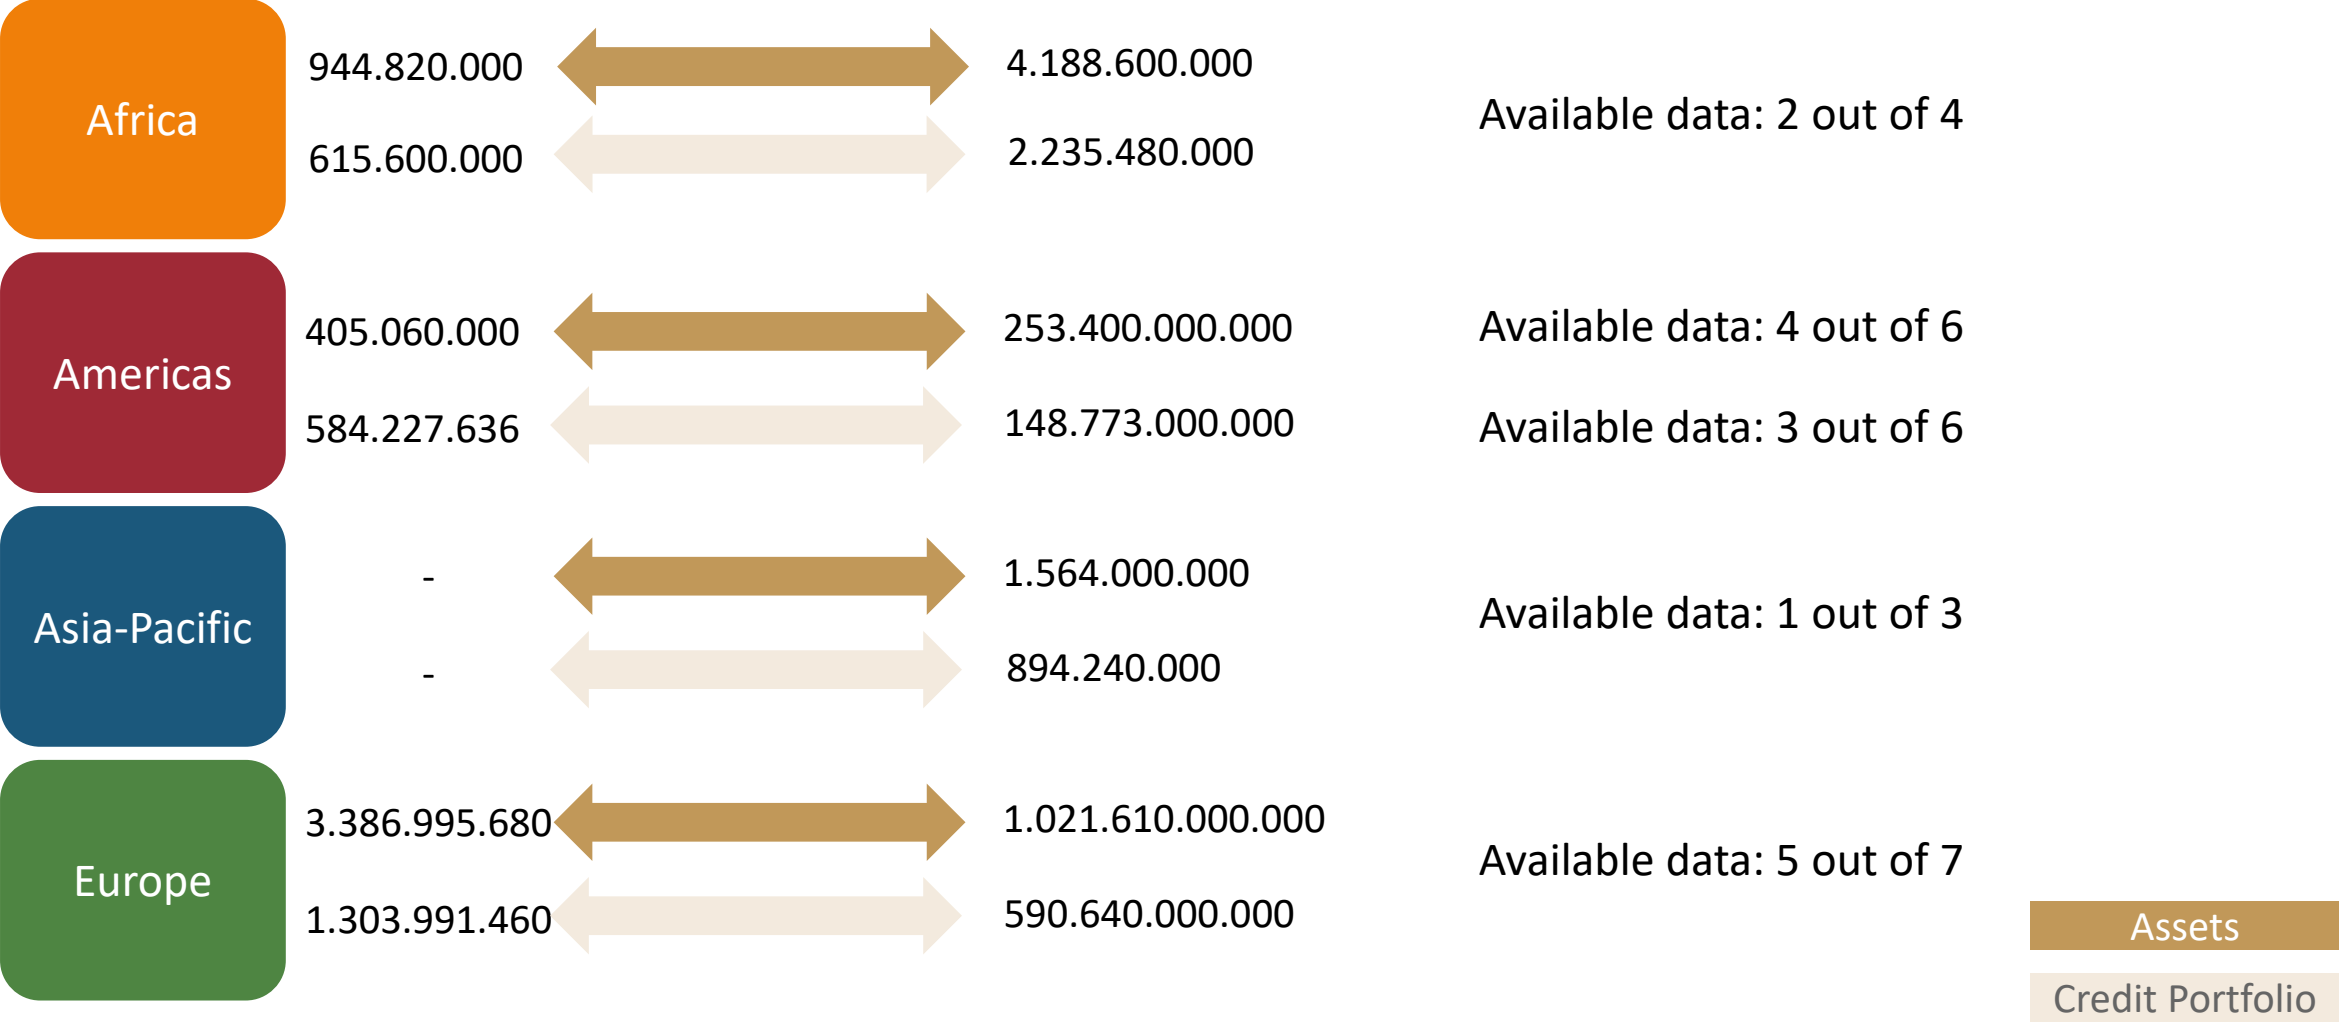 Africa
944.820.000
4.188.600.000
615.600.000
2.235.480.000
Available data: 2 out of 4
Americas
405.060.000
253.400.000.000
Available data: 4 out of 6
584.227.636
148.773.000.000
Available data: 3 out of 6
Asia-Pacific
-
1.564.000.000
-
894.240.000
Available data: 1 out of 3
Europe
3.386.995.680
1.021.610.000.000
1.303.991.460
590.640.000.000
Available data: 5 out of 7
Assets
Credit Portfolio